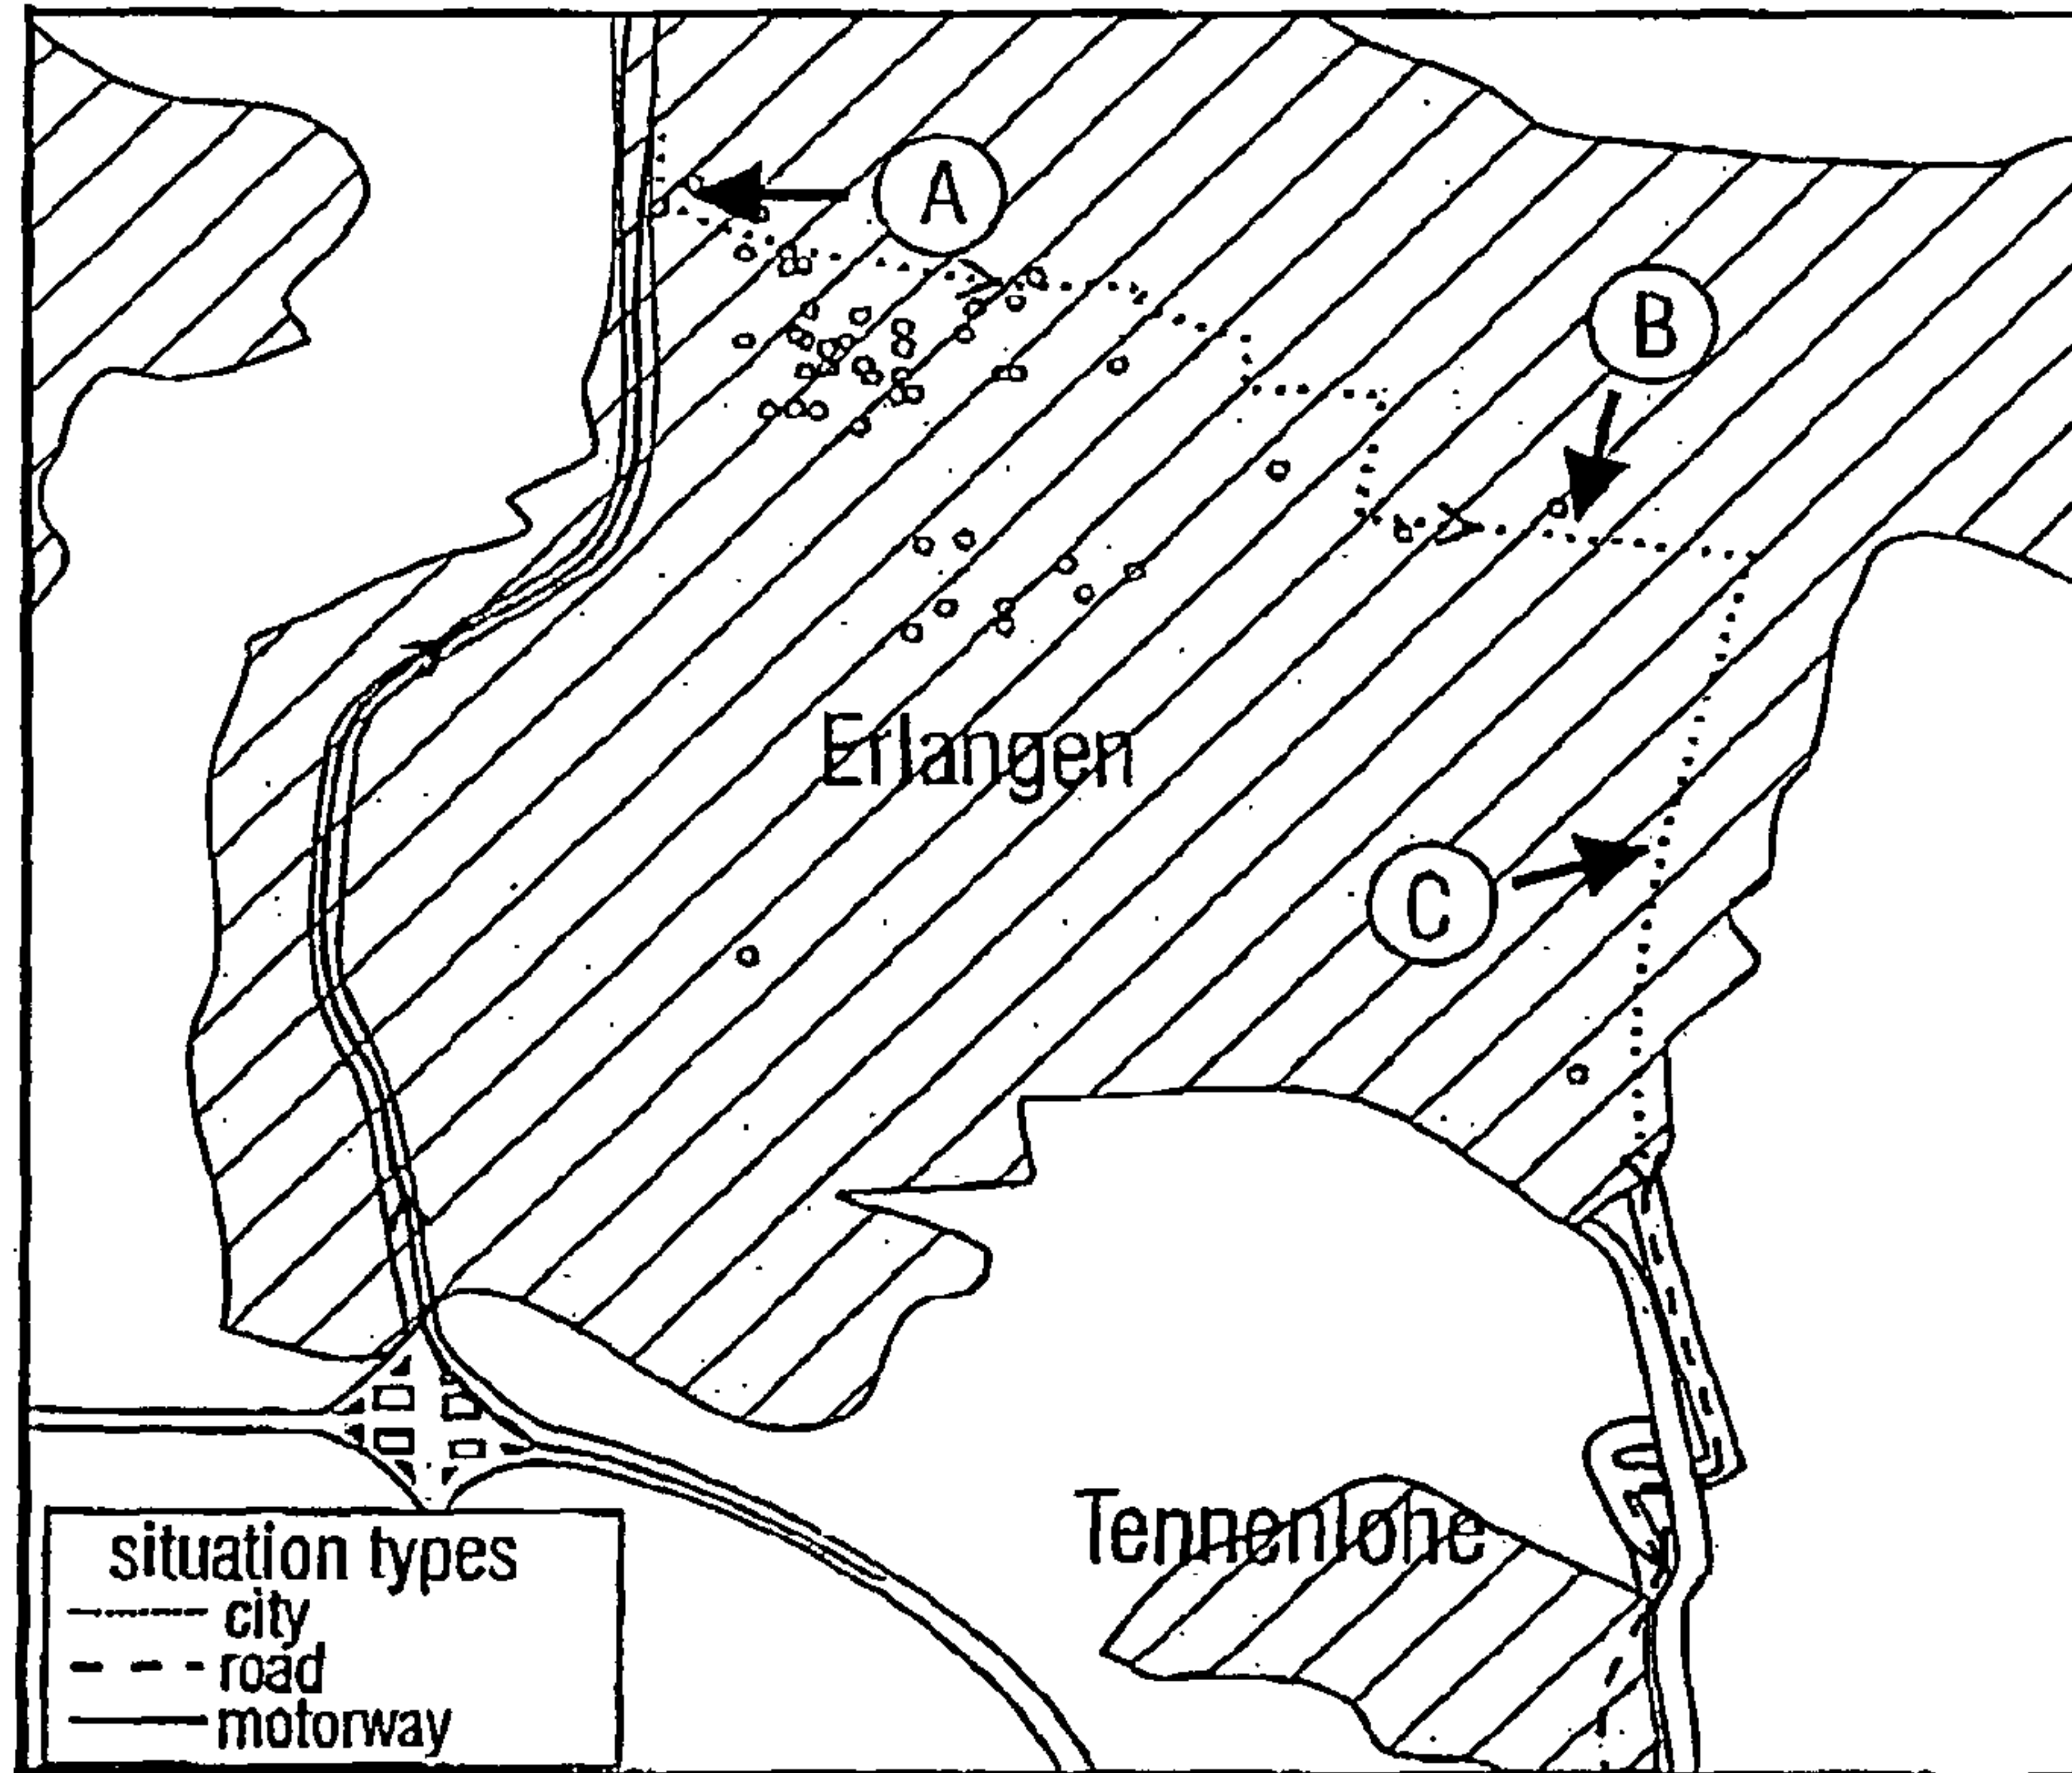 A
B
Erlangen
C
Tennenlohe
situation types
city
road
motorway